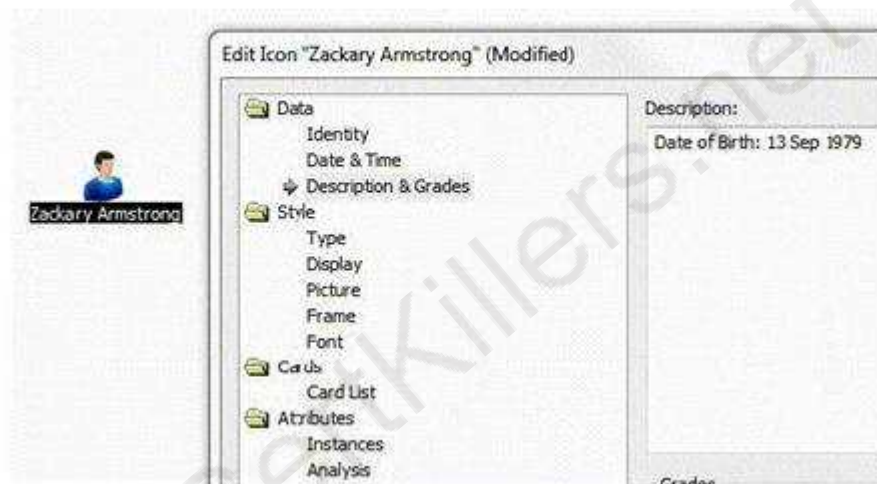 Edit Icon "Zackary Armstrong" (Modified)
Zackary Armstrong
Data
Identity
Date & Time
Description & Grades
Style
Type
Display
Picture
Frame
Font
Cards
Card List
Attributes
Instances
Analysis
Description:
Date of Birth: 13 Sep 1979
Grades